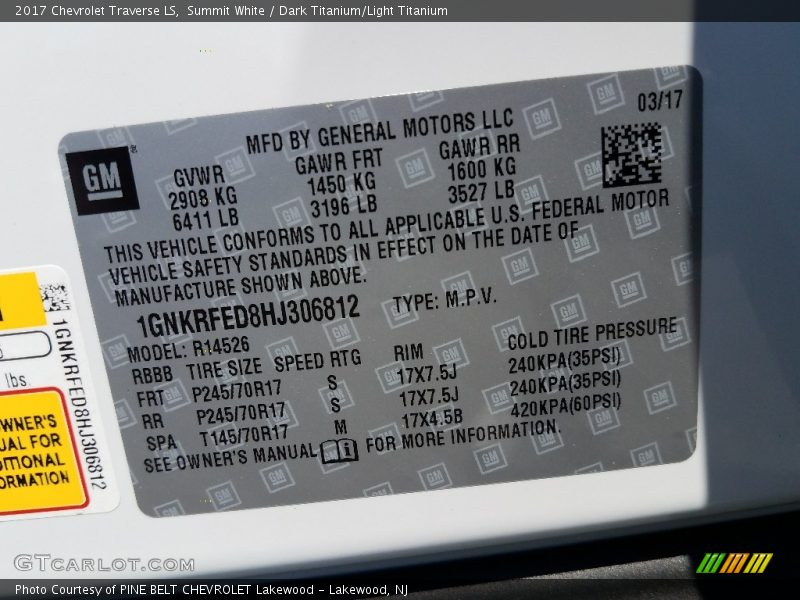 2017 Chevrolet Traverse LS, Summit White / Dark Titanium/Light Titanium
03/17
MFD BY GENERAL MOTORS LLC
GM
GVWR GAWR FRT GAWR RR
2908 KG 1450 KG 1600 KG
6411 LB 3196 LB 3527 LB
THIS VEHICLE CONFORMS TO ALL APPLICABLE U.S. FEDERAL MOTOR
VEHICLE SAFETY STANDARDS IN EFFECT ON THE DATE OF
MANUFACTURE SHOWN ABOVE.
1GNKRFED8HJ306812 TYPE: M.P.V.
MODEL: R14526
RBBB TIRE SIZE SPEED RTG RIM COLD TIRE PRESSURE
FRT P245/70R17 S 17X7.5J 240KPA(35PSI)
RR P245/70R17 S 17X7.5J 240KPA(35PSI)
SPA T145/70R17 M 17X4.5B 420KPA(60PSI)
SEE OWNER'S MANUAL FOR MORE INFORMATION.
1GNKRFED8HJ306812
lbs.
OWNER'S
UAL FOR
DITIONAL
ORMATION
GTcarlot.com
Photo Courtesy of PINE BELT CHEVROLET Lakewood - Lakewood, NJ